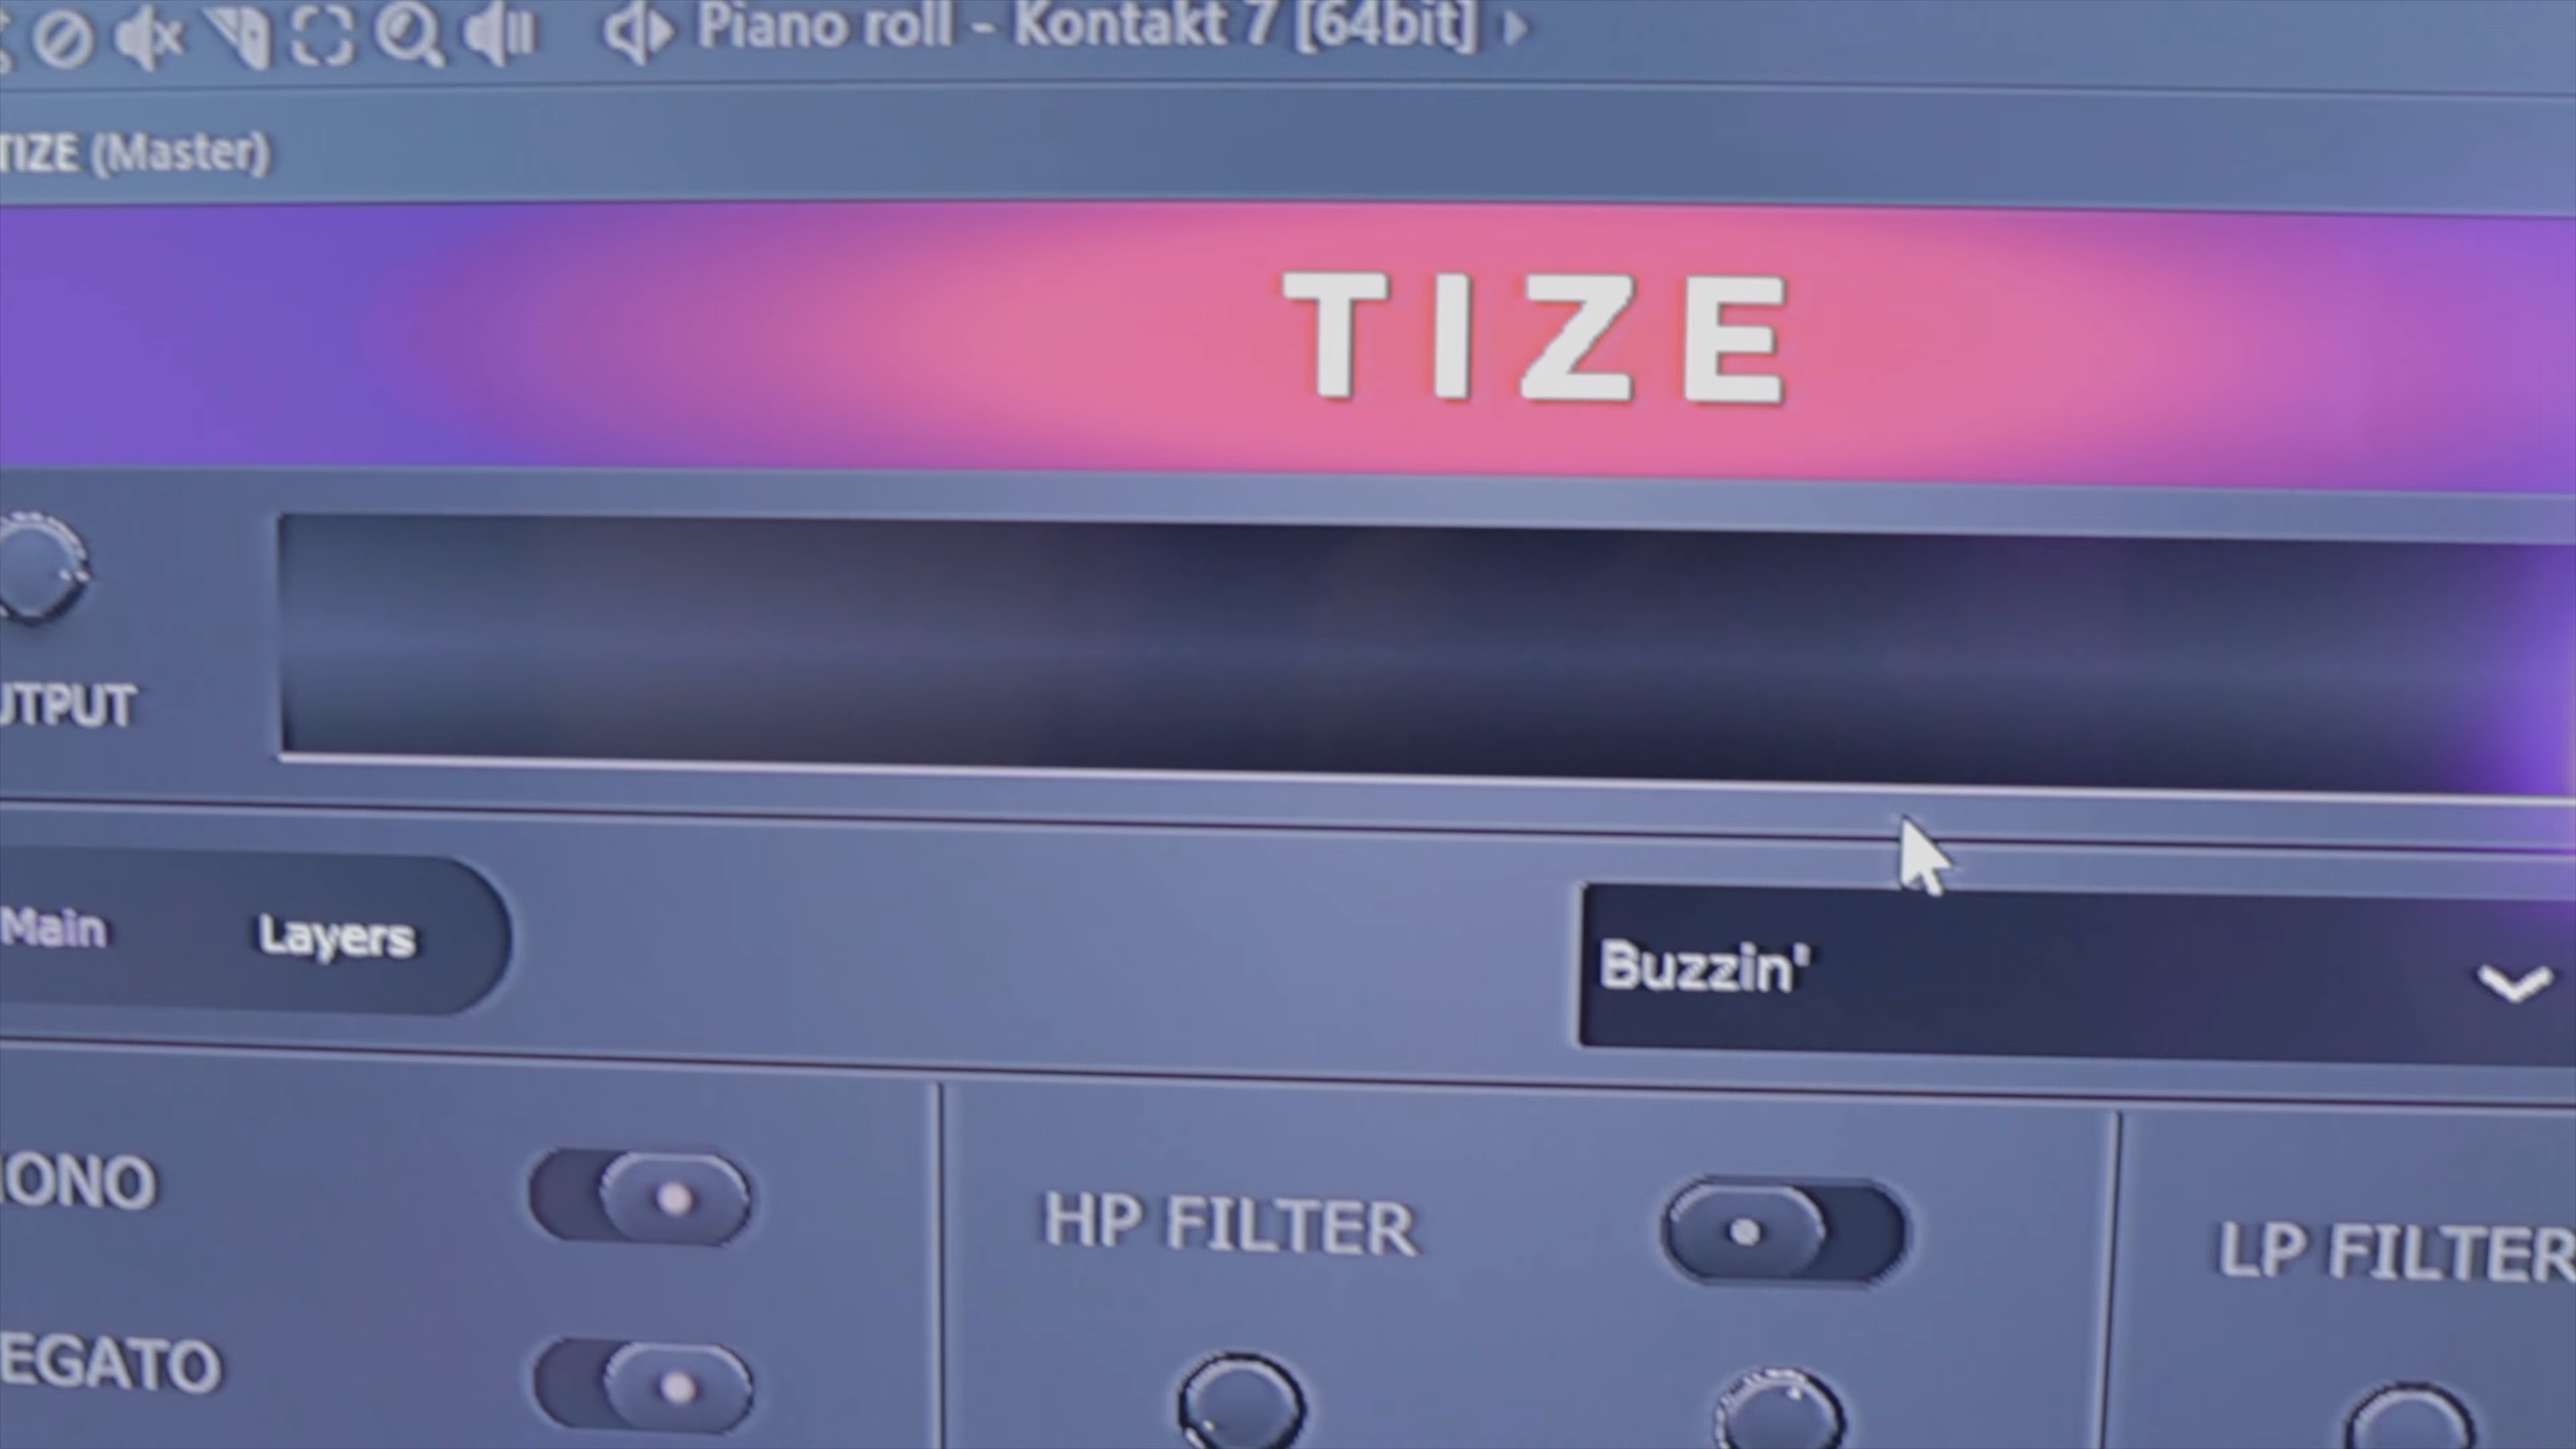 Piano roll - Kontakt 7 [64bit]
TIZE (Master)
TIZE
UTPUT
Main
Layers
Buzzin'
ONO
HP FILTER
LP FILTER
EGATO